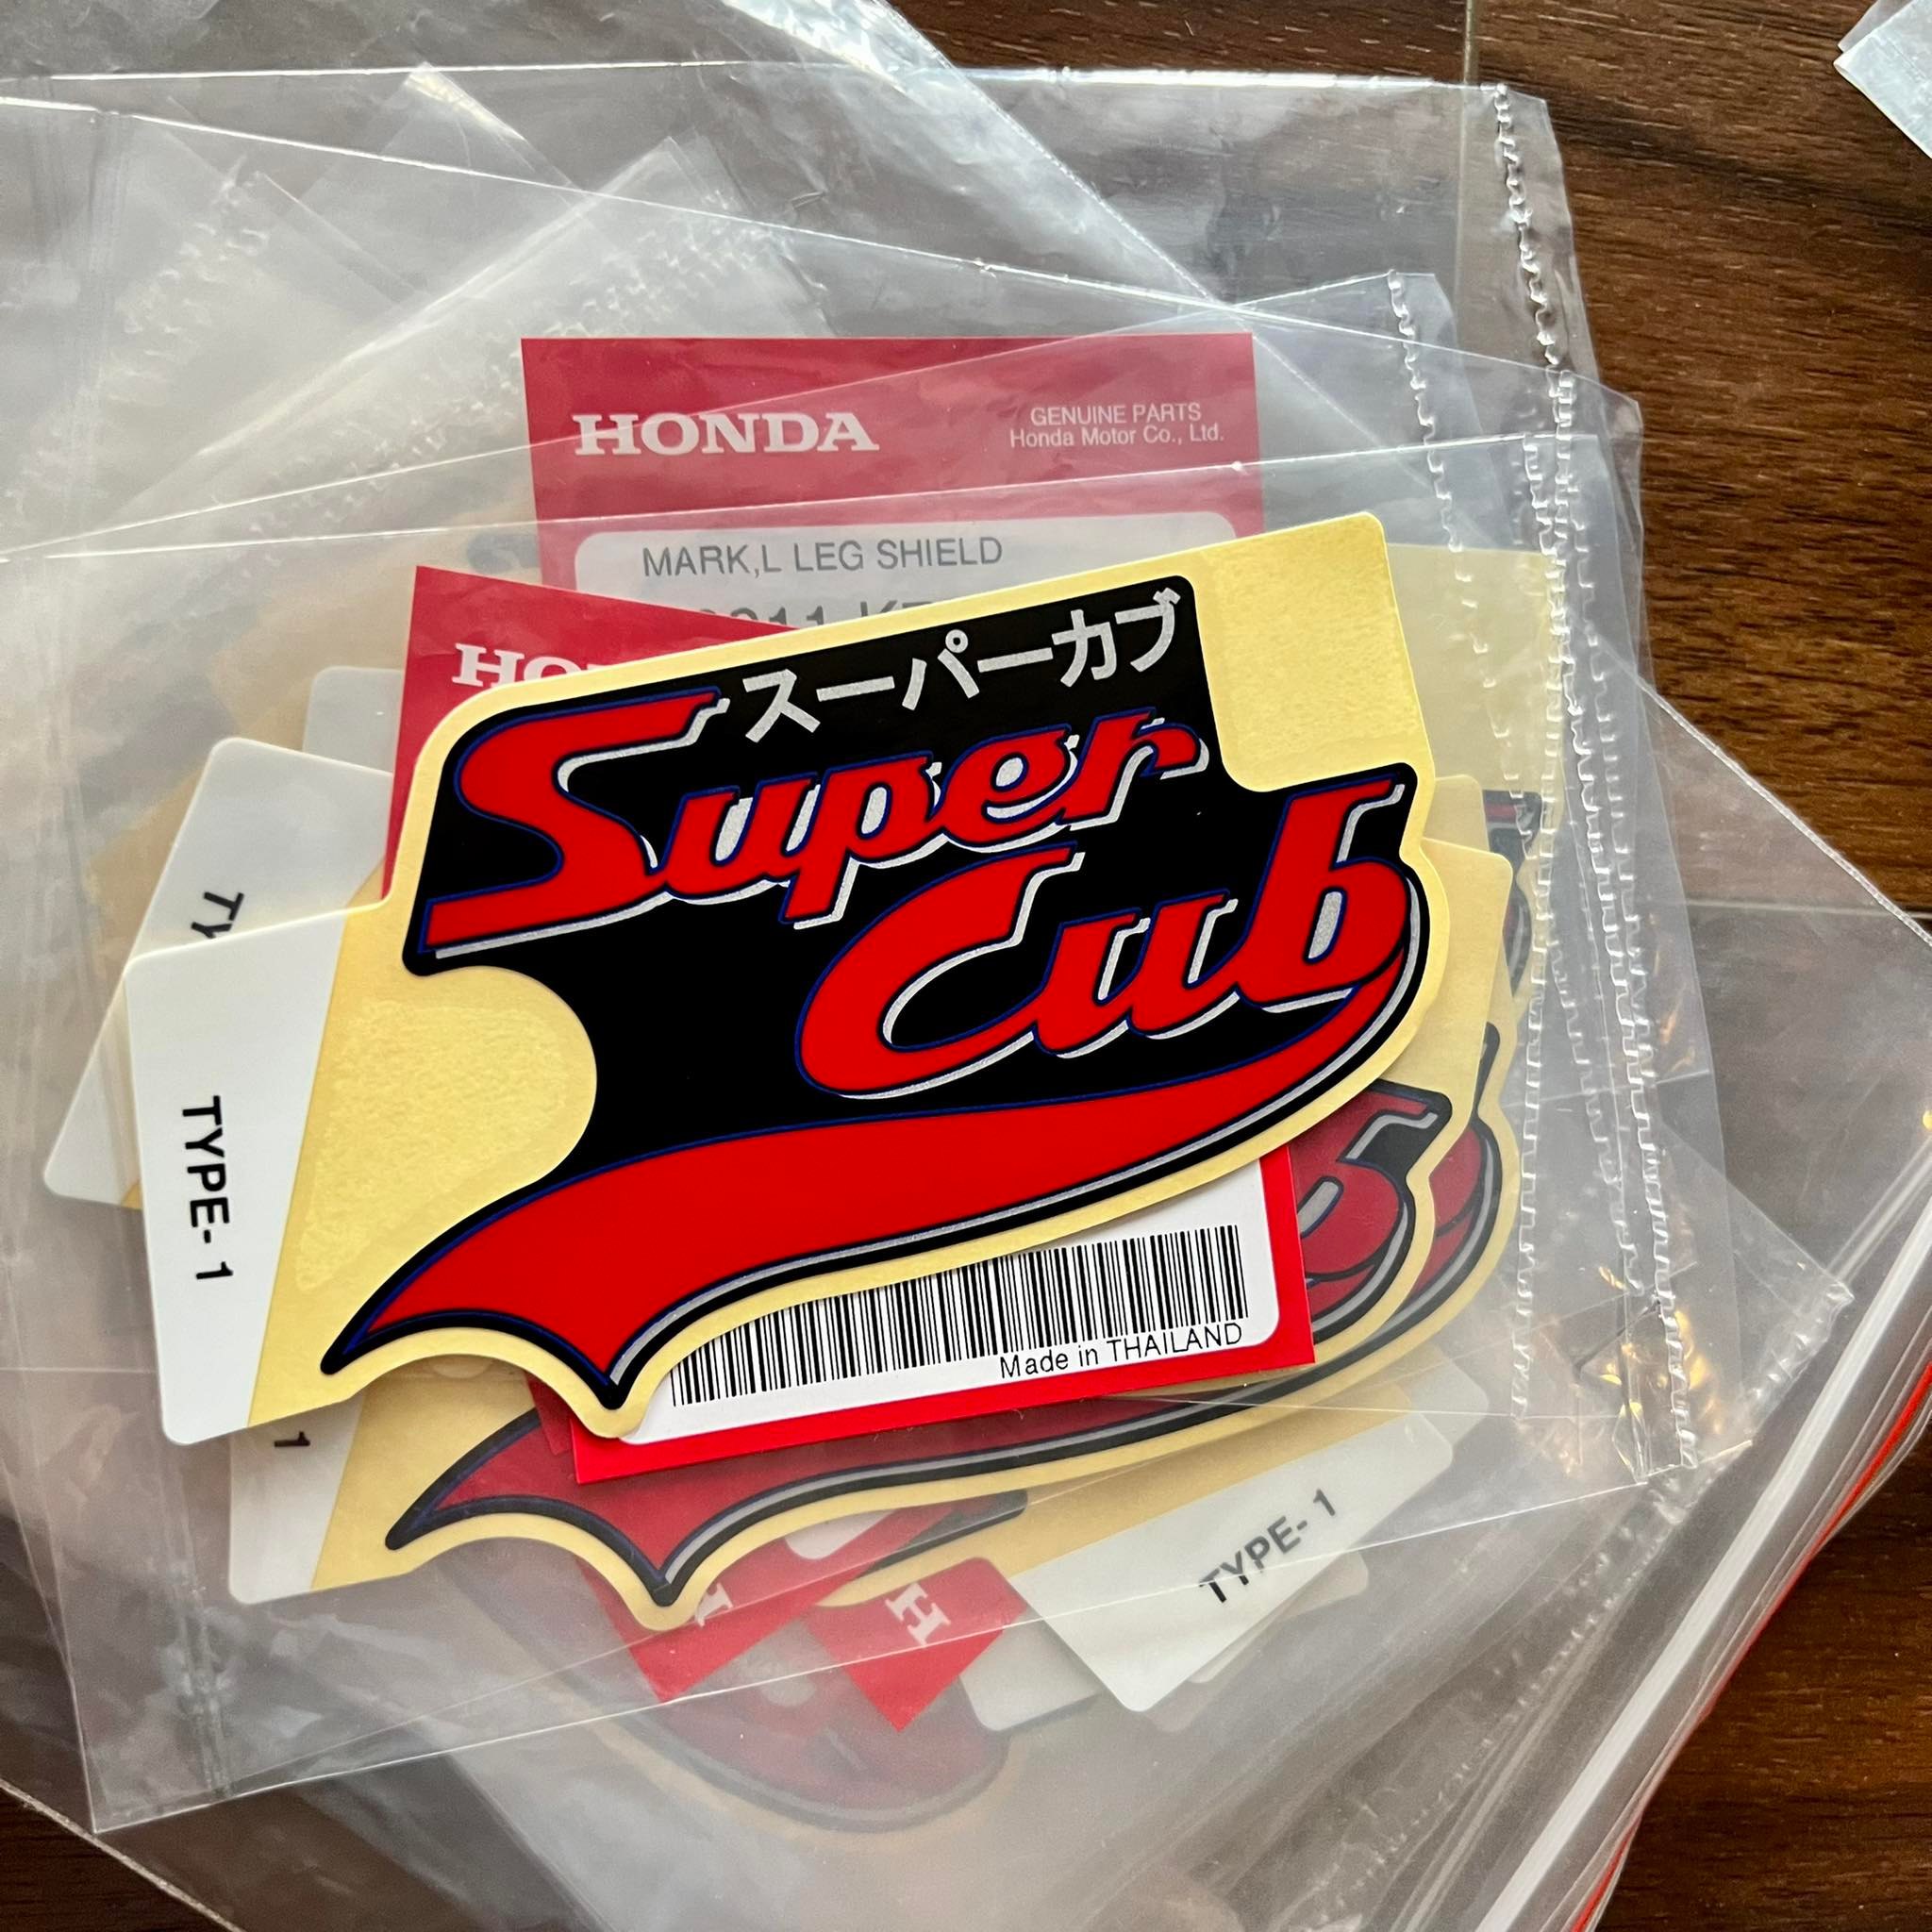 HONDA
GENUINE PARTS
Honda Motor Co., Ltd.
MARK,L LEG SHIELD
スーパーカブ
Super
Cub
TYPE-1
Made in THAILAND
TYPE-1
H